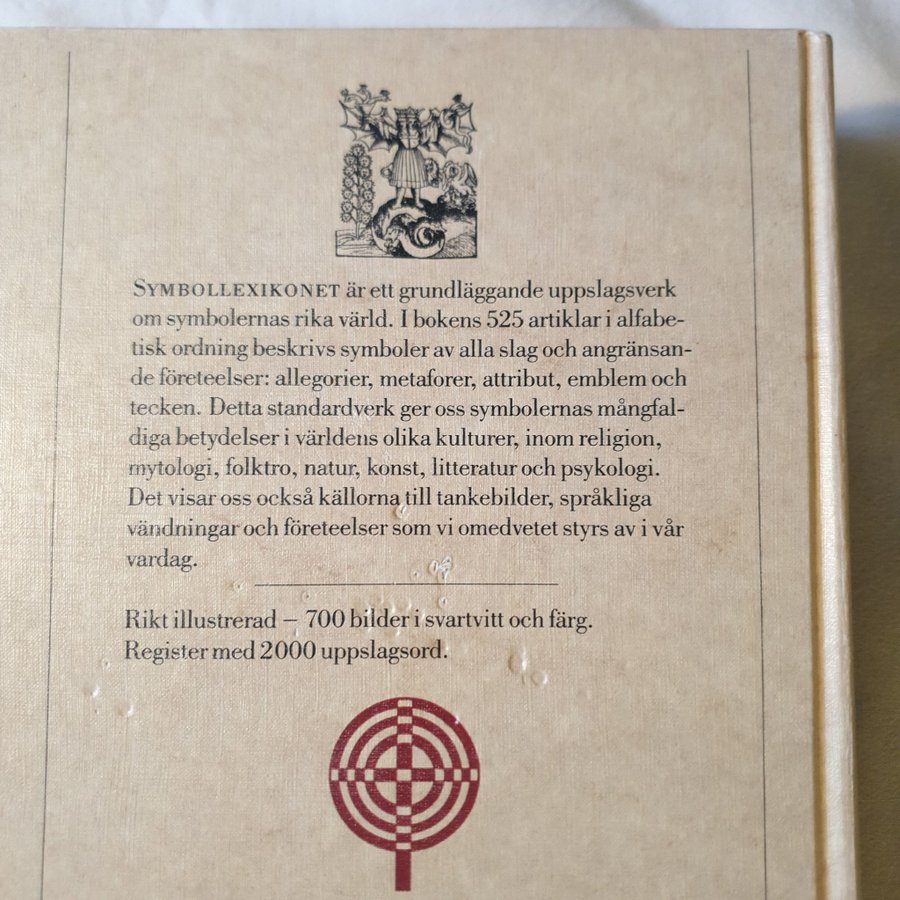 SYMBOLLEXIKONET är ett grundläggande uppslagsverk
om symbolernas rika värld. I bokens 525 artiklar i alfabe-
tisk ordning beskrivs symboler av alla slag och angränsan-
de företeelser: allegorier, metaforer, attribut, emblem och
tecken. Detta standardverk ger oss symbolernas mångfal-
diga betydelser i världens olika kulturer, inom religion,
mytologi, folktro, natur, konst, litteratur och psykologi.
Det visar oss också källorna till tankebilder, språkliga
vändningar och företeelser som vi omedvetet styrs av i vår
vardag.
Rikt illustrerad – 700 bilder i svartvitt och färg.
Register med 2000 uppslagsord.